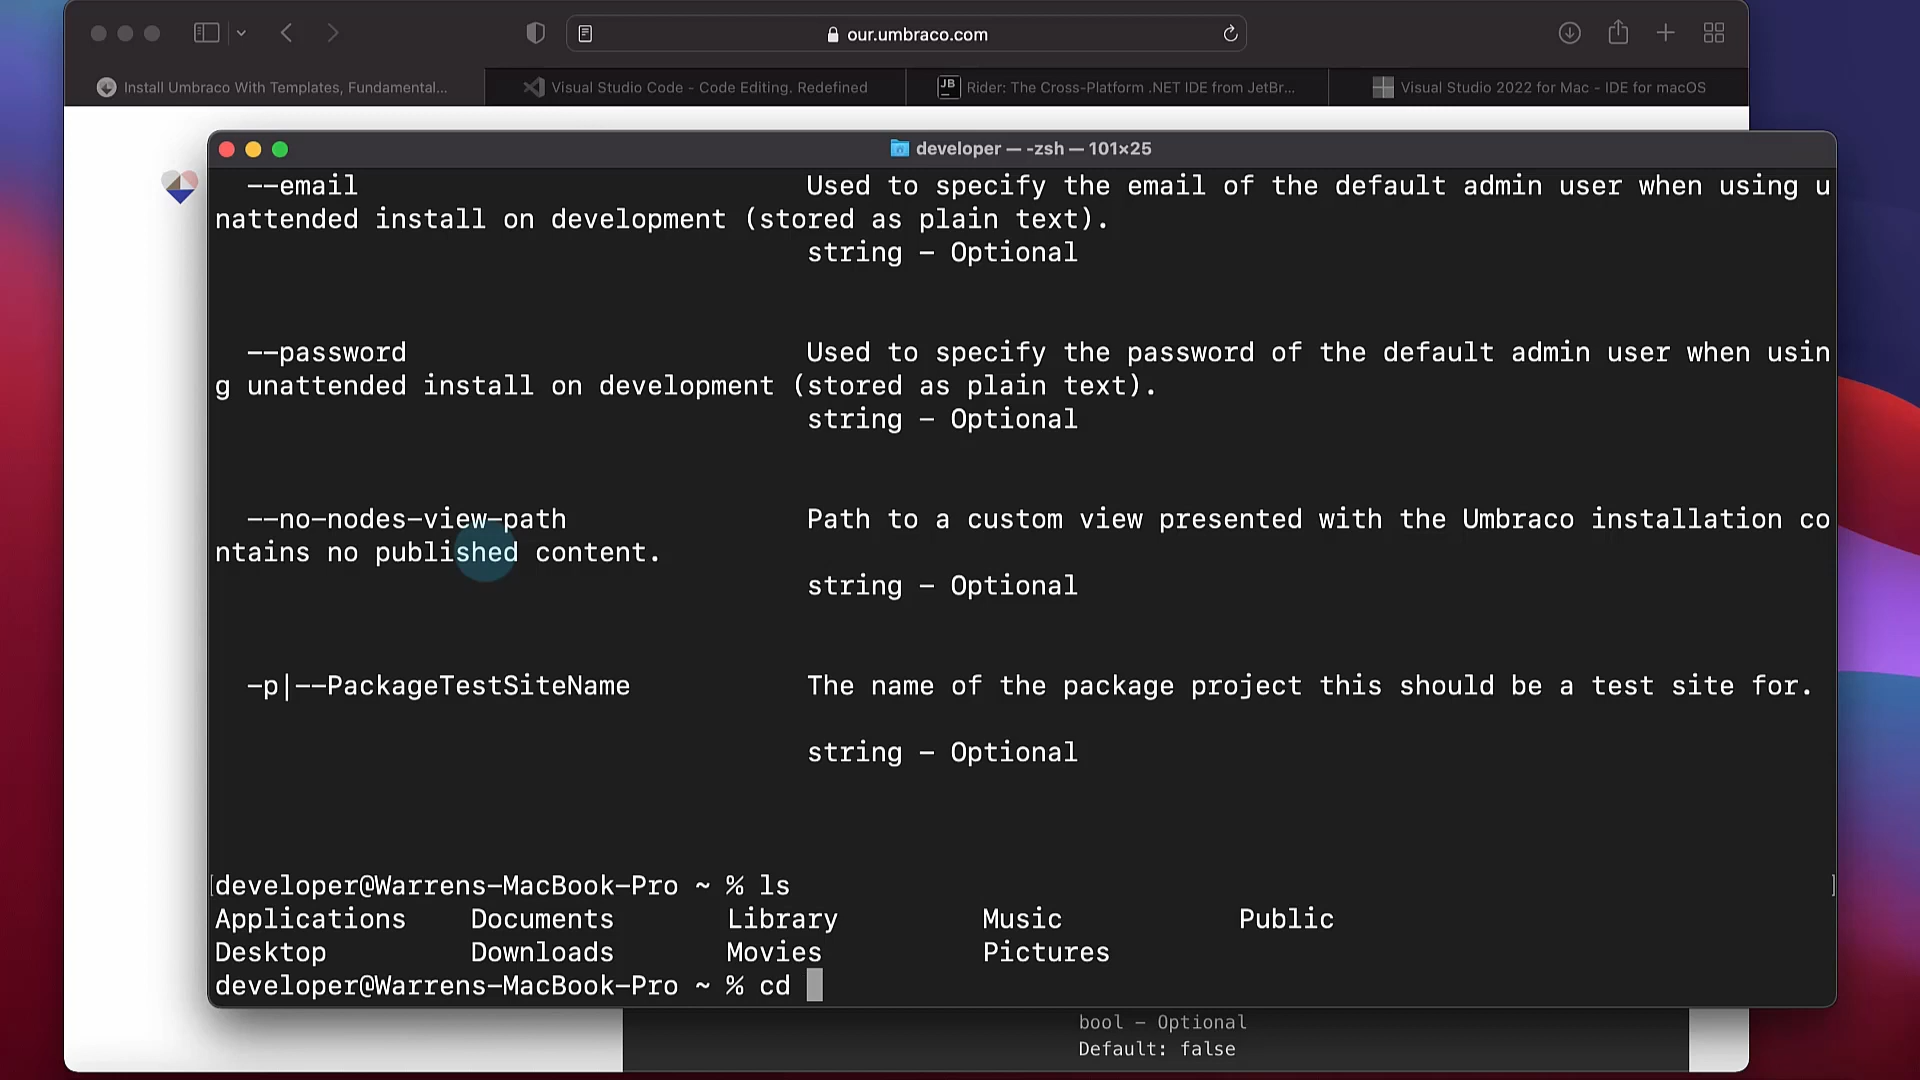 our.umbraco.com
Install Umbraco With Templates, Fundamental...
Visual Studio Code - Code Editing. Redefined
JB Rider: The Cross-Platform .NET IDE from JetBr...
Visual Studio 2022 for Mac - IDE for macOS
developer — -zsh — 101×25
--email Used to specify the email of the default admin user when using u
nattended install on development (stored as plain text).
string - Optional
--password Used to specify the password of the default admin user when usin
g unattended install on development (stored as plain text).
string - Optional
--no-nodes-view-path Path to a custom view presented with the Umbraco installation co
ntains no published content.
string - Optional
-p|--PackageTestSiteName The name of the package project this should be a test site for.
string - Optional
[developer@Warrens-MacBook-Pro ~ % ls ]
Applications Documents Library Music Public
Desktop Downloads Movies Pictures
developer@Warrens-MacBook-Pro ~ % cd
bool - Optional
Default: false